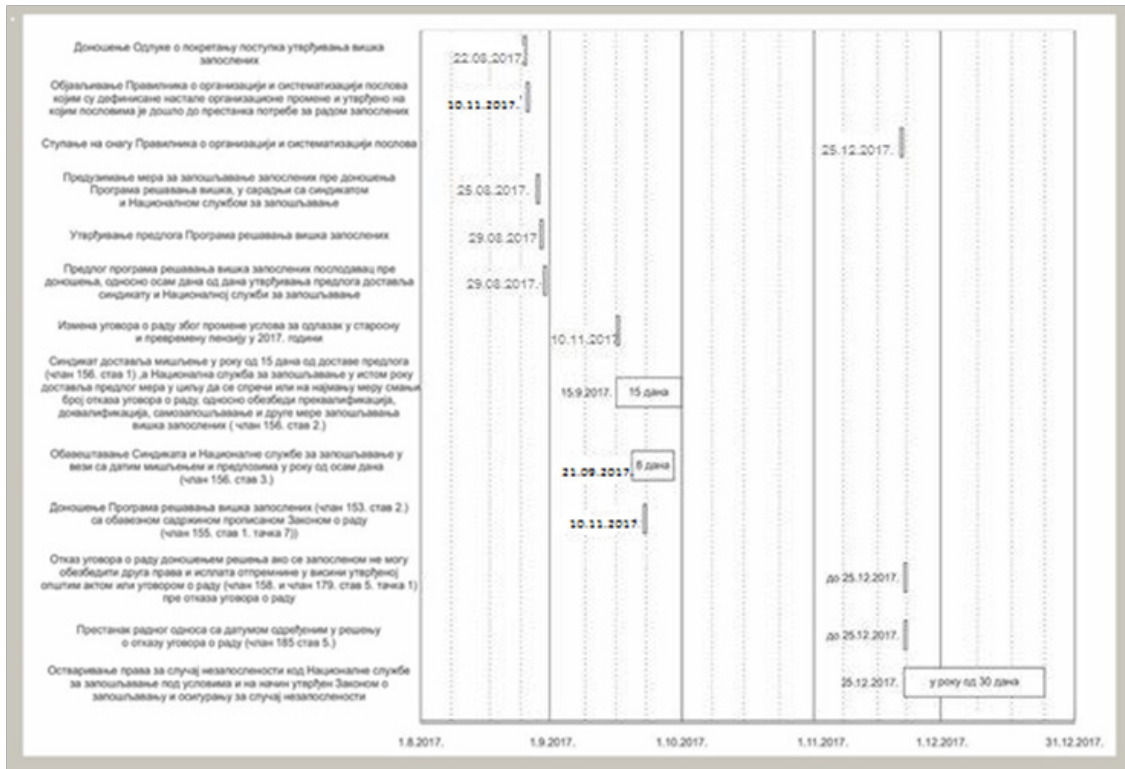 Доношење Одлуке о покретању поступка утврђивања вишка
запослених
22.08.2017.
Објављивање Правилника о организацији и систематизацији послова
којим су дефинисане настале организационе промене и утврђено на
којим пословима је дошло до престанка потребе за радом запослених
10.11.2017.
Ступање на снагу Правилника о организацији и систематизацији послова
25.12.2017.
Предузимање мера за запошљавање запослених пре доношења
Програма решавања вишка, у сарадњи са синдикатом
и Националном службом за запошљавање
25.08.2017.
Утврђивање предлога Програма решавања вишка запослених
29.08.2017
Предлог програма решавања вишка запослених послодавац пре
доношења, односно осам дана од дана утврђивања предлога доставља
синдикату и Националној служби за запошљавање
29.08.2017.
Измена уговора о раду због промене услова за одлазак у старосну
и превремену пензију у 2017. години
10.11.2017
Синдикат доставља мишљење у року од 15 дана од доставе предлога
(члан 156. став 1) ,а Национална служба за запошљавање у истом року
доставља предлог мера у циљу да се спречи или на најмању меру смањи
број отказа уговора о раду, односно обезбеди преквалификација,
доквалификација, самозапошљавање и друге мере запошљавања
вишка запослених ( члан 156. став 2.)
15.9.2017.
15 дана
Обавештавање Синдиката и Националне службе за запошљавање у
вези са датим мишљењем и предлозима у року од осам дана
(члан 156. став 3.)
21.09.2017.
8 дана
Доношење Програма решавања вишка запослених (члан 153. став 2.)
са обавезном садржином прописаном Законом о раду
(члан 155. став 1. тачка 7))
10.11.2017.
Отказ уговора о раду доношењем решења ако се запосленом не могу
обезбедити друга права и исплата отпремнине у висини утврђеној
општим актом или уговором о раду (члан 158. и члан 179. став 5. тачка 1)
пре отказа уговора о раду
до 25.12.2017.
Престанак радног односа са датумом одређеним у решењу
о отказу уговора о раду (члан 185 став 5.)
до 25.12.2017.
Остваривање права за случај незапослености код Националне службе
за запошљавање под условима и на начин утврђен Законом о
запошљавању и осигурању за случај незапослености
25.12.2017.
у року од 30 дана
1.8.2017. 1.9.2017. 1.10.2017. 1.11.2017. 1.12.2017. 31.12.2017.